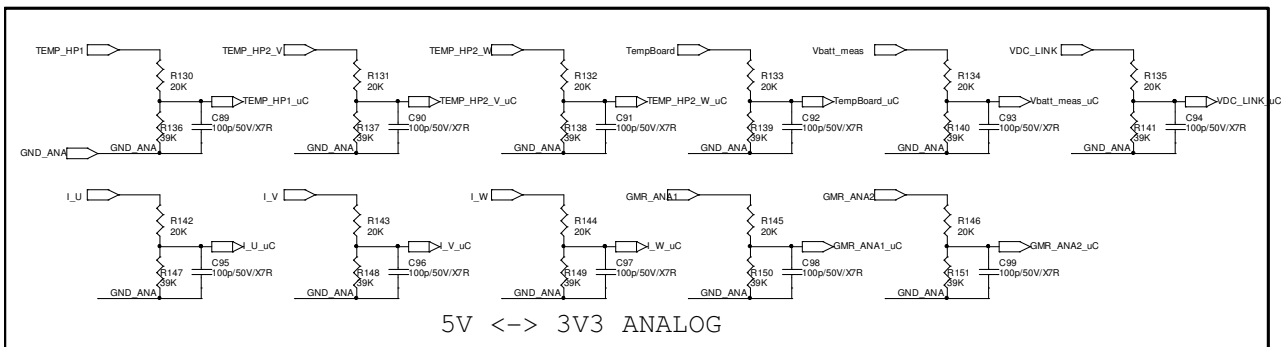 TEMP_HP1 TEMP_HP2_V TEMP_HP2_W TempBoard Vbatt_meas VDC_LINK
R130 R131 R132 R133 R134 R135
20K 20K 20K 20K 20K 20K
TEMP_HP1_uC TEMP_HP2_V_uC TEMP_HP2_W_uC TempBoard_uC Vbatt_meas_uC VDC_LINK_uC
C89 C90 C91 C92 C93 C94
R136 100p/50V/X7R R137 100p/50V/X7R R138 100p/50V/X7R R139 100p/50V/X7R R140 100p/50V/X7R R141 100p/50V/X7R
39K 39K 39K 39K 39K 39K
GND_ANA GND_ANA GND_ANA GND_ANA GND_ANA GND_ANA
GND_ANA
I_U I_V I_W GMR_ANA1 GMR_ANA2
R142 R143 R144 R145 R146
20K 20K 20K 20K 20K
I_U_uC I_V_uC I_W_uC GMR_ANA1_uC GMR_ANA2_uC
C95 C96 C97 C98 C99
R147 100p/50V/X7R R148 100p/50V/X7R R149 100p/50V/X7R R150 100p/50V/X7R R151 100p/50V/X7R
39K 39K 39K 39K 39K
GND_ANA GND_ANA GND_ANA GND_ANA GND_ANA
5V <-> 3V3 ANALOG